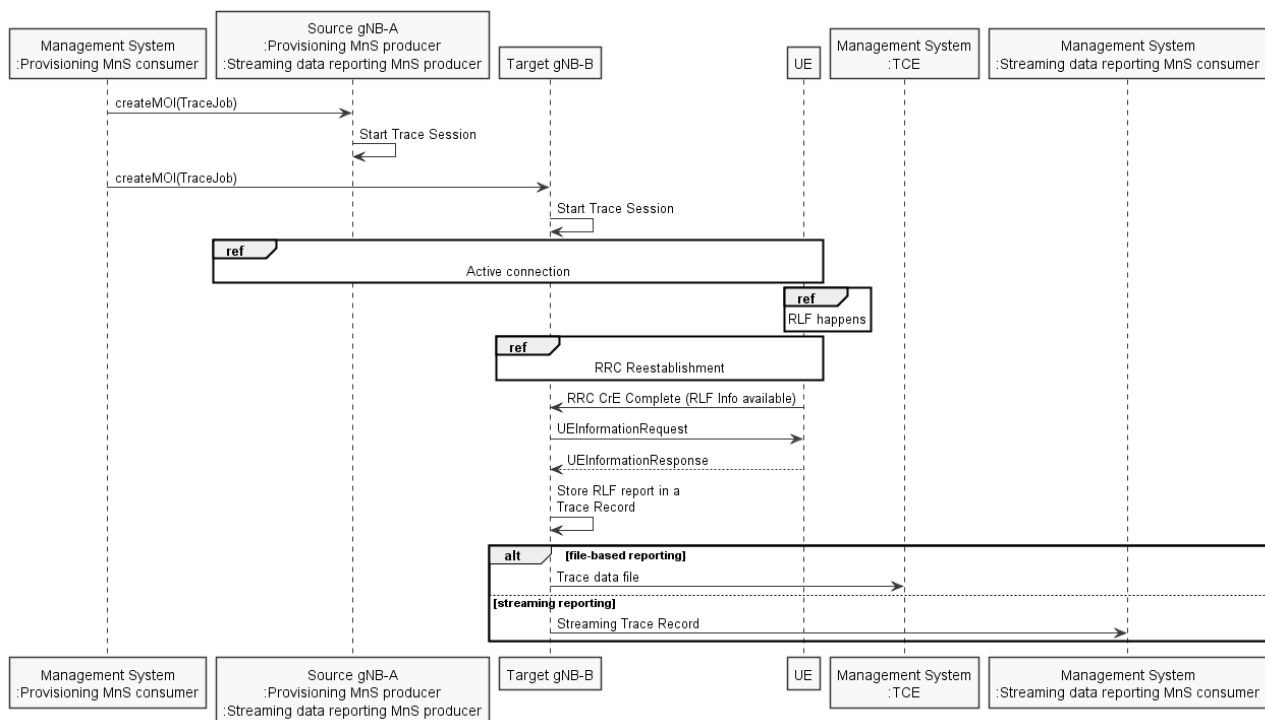 Management System
:Provisioning MnS consumer
Source gNB-A
:Provisioning MnS producer
:Streaming data reporting MnS producer
Target gNB-B
UE
Management System
:TCE
Management System
:Streaming data reporting MnS consumer
createMOI(TraceJob)
Start Trace Session
createMOI(TraceJob)
Start Trace Session
ref
Active connection
ref
RLF happens
ref
RRC Reestablishment
RRC CrE Complete (RLF Info available)
UEInformationRequest
UEInformationResponse
Store RLF report in a
Trace Record
alt
[file-based reporting]
Trace data file
[streaming reporting]
Streaming Trace Record
Management System
:Provisioning MnS consumer
Source gNB-A
:Provisioning MnS producer
:Streaming data reporting MnS producer
Target gNB-B
UE
Management System
:TCE
Management System
:Streaming data reporting MnS consumer